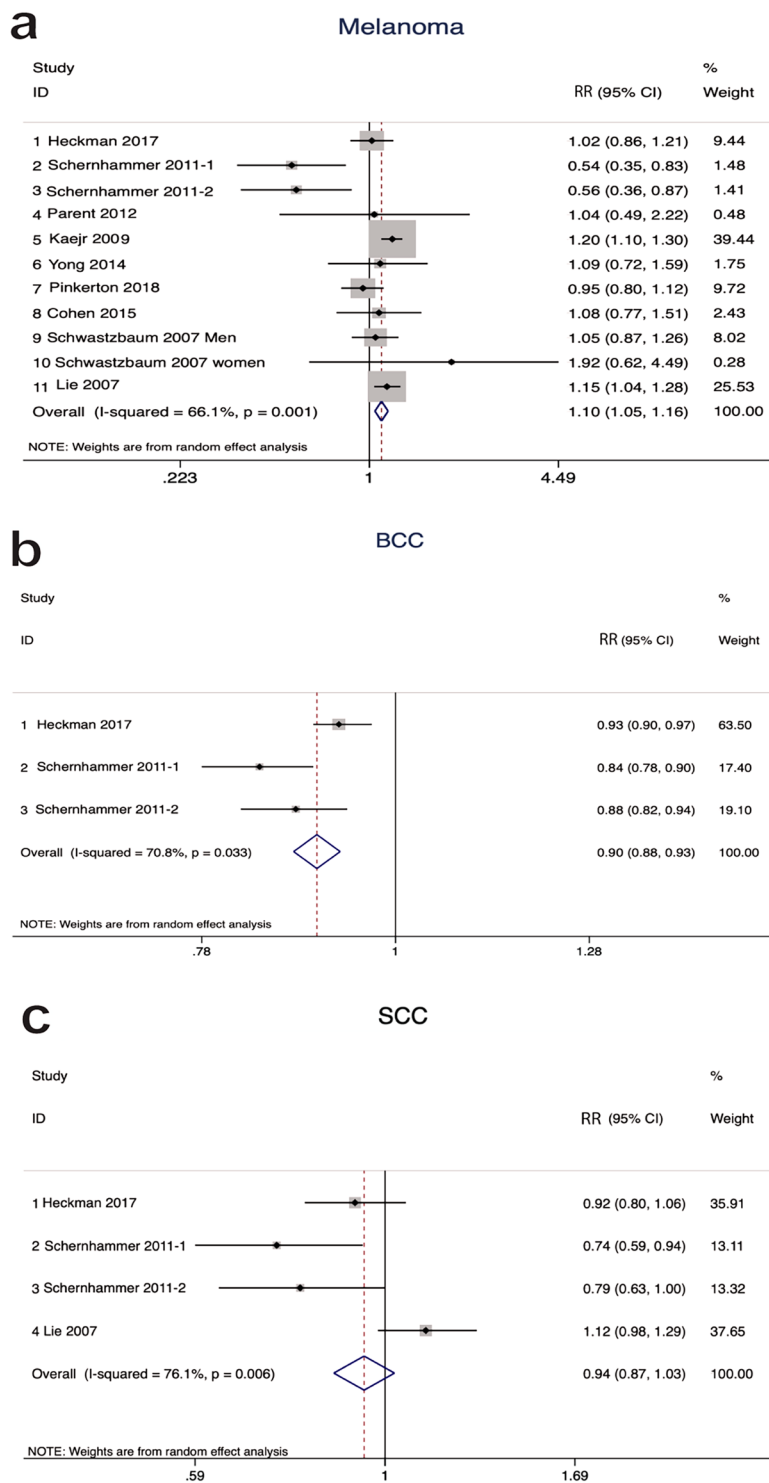 a
Melanoma
Study %
ID RR (95% CI) Weight
1 Heckman 2017 1.02 (0.86, 1.21) 9.44
2 Schernhammer 2011-1 0.54 (0.35, 0.83) 1.48
3 Schernhammer 2011-2 0.56 (0.36, 0.87) 1.41
4 Parent 2012 1.04 (0.49, 2.22) 0.48
5 Kaejr 2009 1.20 (1.10, 1.30) 39.44
6 Yong 2014 1.09 (0.72, 1.59) 1.75
7 Pinkerton 2018 0.95 (0.80, 1.12) 9.72
8 Cohen 2015 1.08 (0.77, 1.51) 2.43
9 Schwastzbaum 2007 Men 1.05 (0.87, 1.26) 8.02
10 Schwastzbaum 2007 women 1.92 (0.62, 4.49) 0.28
11 Lie 2007 1.15 (1.04, 1.28) 25.53
Overall (I-squared = 66.1%, p = 0.001) 1.10 (1.05, 1.16) 100.00
NOTE: Weights are from random effect analysis
.223 1 4.49
b
BCC
Study %
ID RR (95% CI) Weight
1 Heckman 2017 0.93 (0.90, 0.97) 63.50
2 Schernhammer 2011-1 0.84 (0.78, 0.90) 17.40
3 Schernhammer 2011-2 0.88 (0.82, 0.94) 19.10
Overall (I-squared = 70.8%, p = 0.033) 0.90 (0.88, 0.93) 100.00
NOTE: Weights are from random effect analysis
.78 1 1.28
c
SCC
Study %
ID RR (95% CI) Weight
1 Heckman 2017 0.92 (0.80, 1.06) 35.91
2 Schernhammer 2011-1 0.74 (0.59, 0.94) 13.11
3 Schernhammer 2011-2 0.79 (0.63, 1.00) 13.32
4 Lie 2007 1.12 (0.98, 1.29) 37.65
Overall (I-squared = 76.1%, p = 0.006) 0.94 (0.87, 1.03) 100.00
NOTE: Weights are from random effect analysis
.59 1 1.69